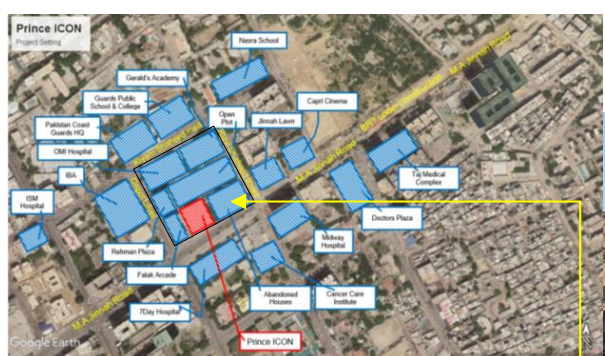 Prince ICON
Project Setting
Nasra School
Gerald's Academy
Guards Public
School & College
Capri Cinema
Open
Plot
Jinnah Lawn
Pakistan Coast
Guards HQ
OMI Hospital
IBA
ISM
Hospital
M.A.Jinnah Road
M.A.Jinnah Road
Taj Medical
Complex
Doctors Plaza
Midway
Hospital
Rehman Plaza
Falak Arcade
7Day Hospital
Abandoned
Houses
Cancer Care
Institute
M.A.Jinnah Road
Prince ICON
Google Earth